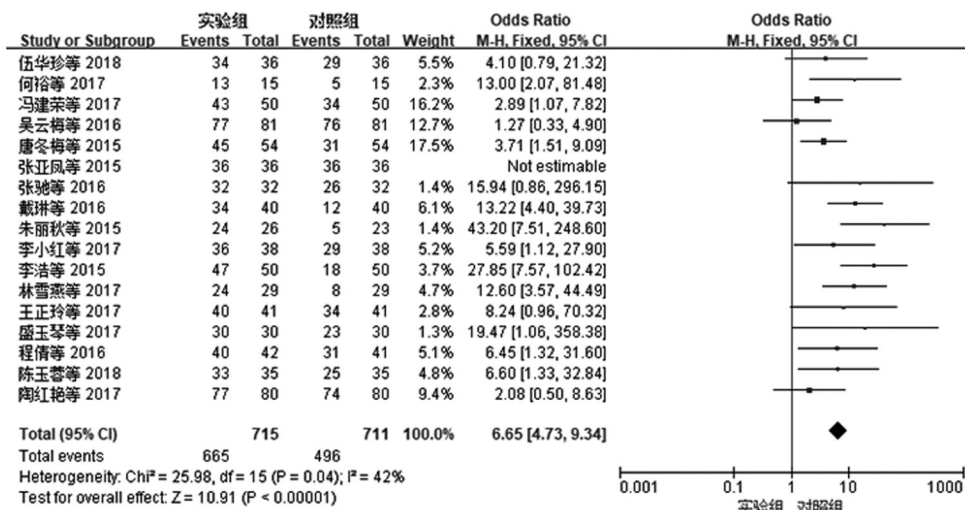 实验组 对照组 Odds Ratio Odds Ratio
Study or Subgroup Events Total Events Total Weight M-H, Fixed, 95% CI M-H, Fixed, 95% CI
伍华珍等 2018 34 36 29 36 5.5% 4.10 [0.79, 21.32]
何裕等 2017 13 15 5 15 2.0% 13.00 [2.07, 81.48]
冯建荣等 2017 43 50 34 50 16.2% 2.89 [1.07, 7.82]
吴云梅等 2016 77 81 76 81 12.7% 1.27 [0.33, 4.90]
唐冬梅等 2015 45 54 31 54 17.5% 3.71 [1.51, 9.09]
张亚凤等 2015 36 36 36 36 Not estimable
张驰等 2016 32 32 26 32 1.4% 15.94 [0.86, 296.15]
戴琳等 2016 34 40 12 40 6.1% 13.22 [4.40, 39.73]
朱丽秋等 2015 24 26 5 23 1.3% 43.20 [7.51, 248.60]
李小红等 2017 36 38 29 38 5.2% 5.59 [1.12, 27.90]
李浩等 2015 47 50 18 50 3.7% 27.85 [7.57, 102.42]
林雪燕等 2017 24 29 8 29 4.7% 12.60 [3.57, 44.49]
王正玲等 2017 40 41 34 41 2.8% 8.24 [0.96, 70.32]
盛玉琴等 2017 30 30 23 30 1.3% 19.47 [1.06, 358.38]
程倩等 2016 40 42 31 41 5.1% 6.45 [1.32, 31.60]
陈玉蓉等 2018 33 35 25 35 4.8% 6.60 [1.33, 32.84]
陶红艳等 2017 77 80 74 80 9.4% 2.08 [0.50, 8.63]
Total (95% CI) 715 711 100.0% 6.65 [4.73, 9.34]
Total events 665 496
Heterogeneity: Chi² = 25.98, df = 15 (P = 0.04); I² = 42%
Test for overall effect: Z = 10.91 (P < 0.00001)
0.001 0.1 1 10 1000
实验组 对照组